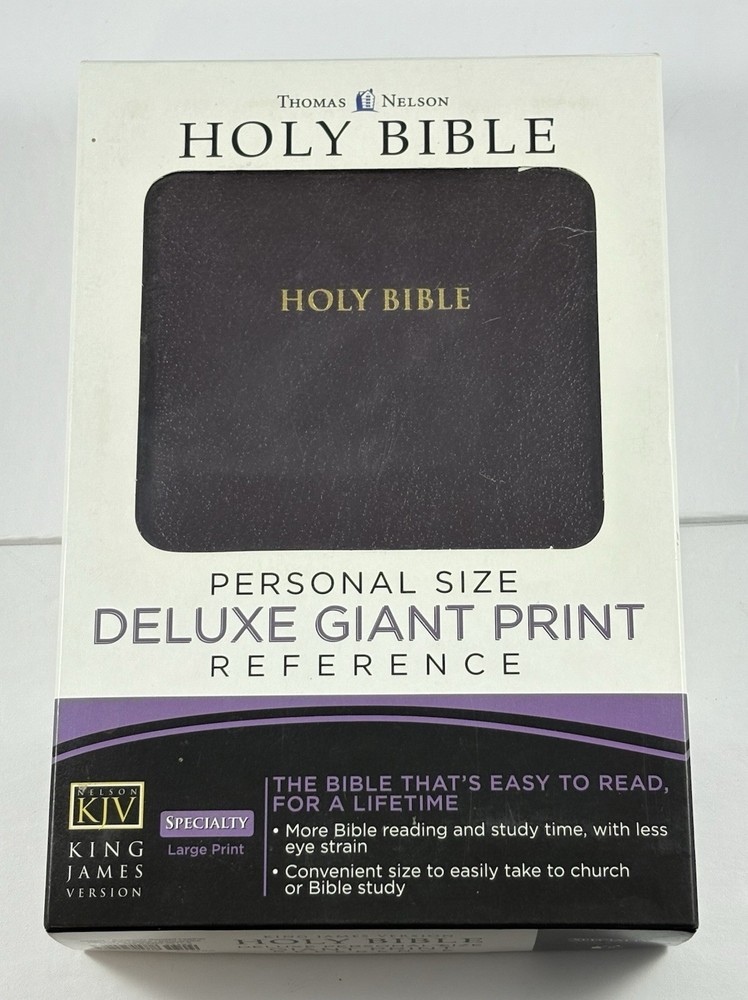 THOMAS NELSON
HOLY BIBLE
HOLY BIBLE
PERSONAL SIZE
DELUXE GIANT PRINT
REFERENCE
NELSON
KJV
KING
JAMES
VERSION
SPECIALTY
Large Print
THE BIBLE THAT'S EASY TO READ,
FOR A LIFETIME
• More Bible reading and study time, with less
eye strain
• Convenient size to easily take to church
or Bible study
KING JAMES VERSION
HOLY BIBLE